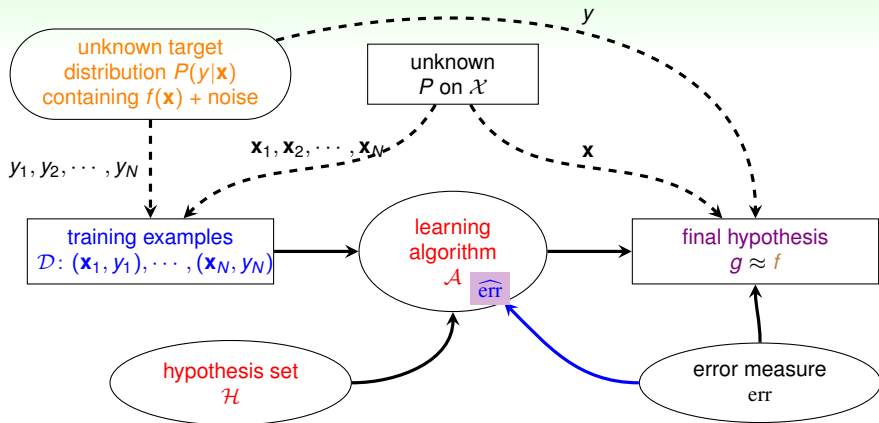 y
unknown target
distribution P(y|𝐱)
containing f(𝐱) + noise
unknown
P on 𝒳
y₁, y₂, ⋯ , y_N
𝐱₁, 𝐱₂, ⋯ , 𝐱_N
𝐱
training examples
𝒟: (𝐱₁, y₁), ⋯ , (𝐱_N, y_N)
learning
algorithm
𝒜
err̂
final hypothesis
g ≈ f
hypothesis set
ℋ
error measure
err